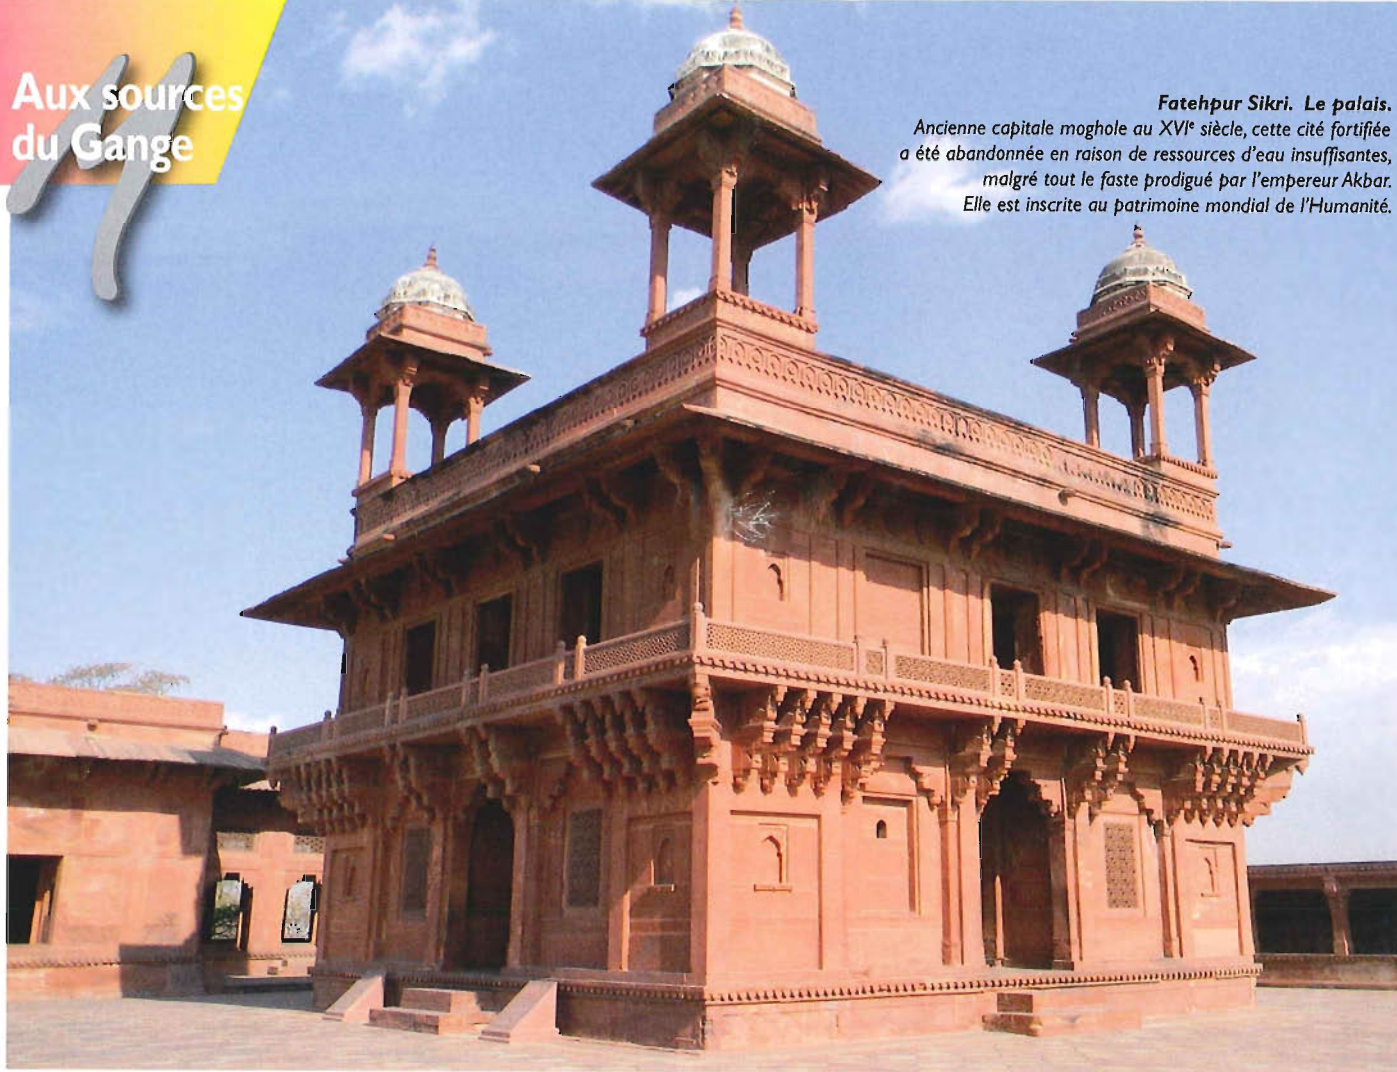 Aux sources
du Gange
Fatehpur Sikri. Le palais.
Ancienne capitale moghole au XVIᵉ siècle, cette cité fortifiée
a été abandonnée en raison de ressources d'eau insuffisantes,
malgré tout le faste prodigué par l'empereur Akbar.
Elle est inscrite au patrimoine mondial de l'Humanité.